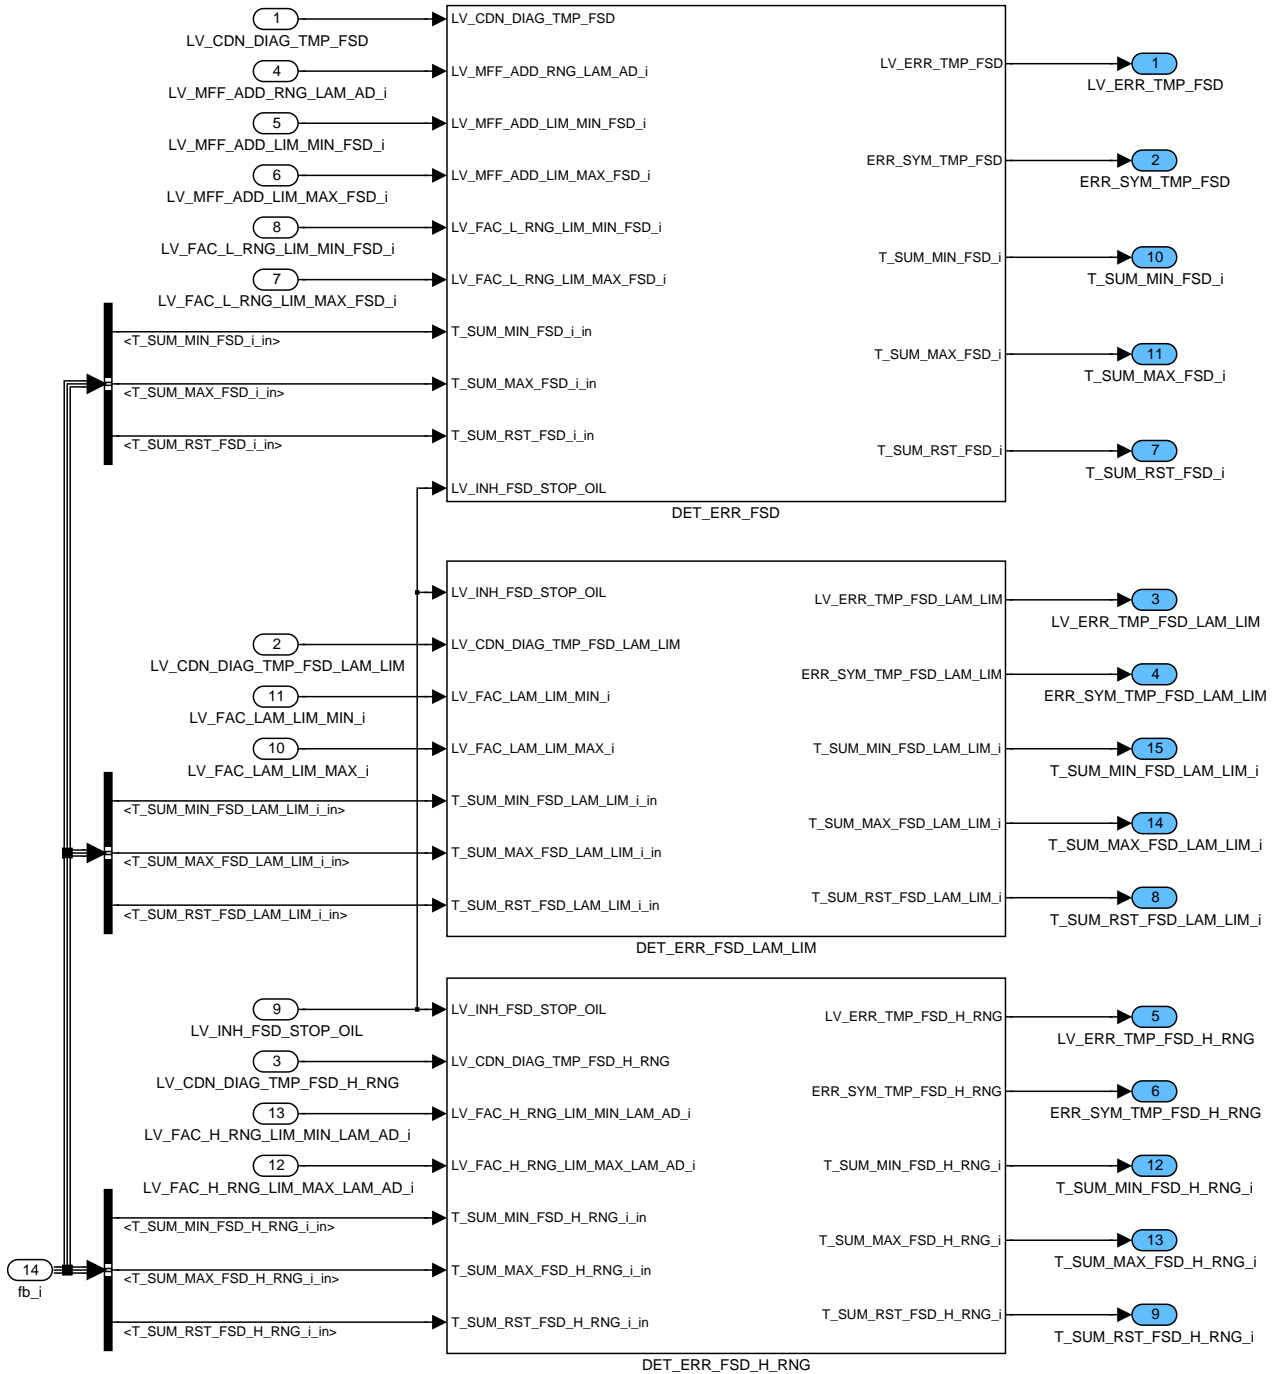 1
LV_CDN_DIAG_TMP_FSD
4
LV_MFF_ADD_RNG_LAM_AD_i
5
LV_MFF_ADD_LIM_MIN_FSD_i
6
LV_MFF_ADD_LIM_MAX_FSD_i
8
LV_FAC_L_RNG_LIM_MIN_FSD_i
7
LV_FAC_L_RNG_LIM_MAX_FSD_i
<T_SUM_MIN_FSD_i_in>
<T_SUM_MAX_FSD_i_in>
<T_SUM_RST_FSD_i_in>
LV_CDN_DIAG_TMP_FSD
LV_MFF_ADD_RNG_LAM_AD_i
LV_MFF_ADD_LIM_MIN_FSD_i
LV_MFF_ADD_LIM_MAX_FSD_i
LV_FAC_L_RNG_LIM_MIN_FSD_i
LV_FAC_L_RNG_LIM_MAX_FSD_i
T_SUM_MIN_FSD_i_in
T_SUM_MAX_FSD_i_in
T_SUM_RST_FSD_i_in
LV_INH_FSD_STOP_OIL
LV_ERR_TMP_FSD
ERR_SYM_TMP_FSD
T_SUM_MIN_FSD_i
T_SUM_MAX_FSD_i
T_SUM_RST_FSD_i
DET_ERR_FSD
1
LV_ERR_TMP_FSD
2
ERR_SYM_TMP_FSD
10
T_SUM_MIN_FSD_i
11
T_SUM_MAX_FSD_i
7
T_SUM_RST_FSD_i
2
LV_CDN_DIAG_TMP_FSD_LAM_LIM
11
LV_FAC_LAM_LIM_MIN_i
10
LV_FAC_LAM_LIM_MAX_i
<T_SUM_MIN_FSD_LAM_LIM_i_in>
<T_SUM_MAX_FSD_LAM_LIM_i_in>
<T_SUM_RST_FSD_LAM_LIM_i_in>
LV_INH_FSD_STOP_OIL
LV_CDN_DIAG_TMP_FSD_LAM_LIM
LV_FAC_LAM_LIM_MIN_i
LV_FAC_LAM_LIM_MAX_i
T_SUM_MIN_FSD_LAM_LIM_i_in
T_SUM_MAX_FSD_LAM_LIM_i_in
T_SUM_RST_FSD_LAM_LIM_i_in
LV_ERR_TMP_FSD_LAM_LIM
ERR_SYM_TMP_FSD_LAM_LIM
T_SUM_MIN_FSD_LAM_LIM_i
T_SUM_MAX_FSD_LAM_LIM_i
T_SUM_RST_FSD_LAM_LIM_i
DET_ERR_FSD_LAM_LIM
3
LV_ERR_TMP_FSD_LAM_LIM
4
ERR_SYM_TMP_FSD_LAM_LIM
15
T_SUM_MIN_FSD_LAM_LIM_i
14
T_SUM_MAX_FSD_LAM_LIM_i
8
T_SUM_RST_FSD_LAM_LIM_i
9
LV_INH_FSD_STOP_OIL
3
LV_CDN_DIAG_TMP_FSD_H_RNG
13
LV_FAC_H_RNG_LIM_MIN_LAM_AD_i
12
LV_FAC_H_RNG_LIM_MAX_LAM_AD_i
14
fb_i
<T_SUM_MIN_FSD_H_RNG_i_in>
<T_SUM_MAX_FSD_H_RNG_i_in>
<T_SUM_RST_FSD_H_RNG_i_in>
LV_INH_FSD_STOP_OIL
LV_CDN_DIAG_TMP_FSD_H_RNG
LV_FAC_H_RNG_LIM_MIN_LAM_AD_i
LV_FAC_H_RNG_LIM_MAX_LAM_AD_i
T_SUM_MIN_FSD_H_RNG_i_in
T_SUM_MAX_FSD_H_RNG_i_in
T_SUM_RST_FSD_H_RNG_i_in
LV_ERR_TMP_FSD_H_RNG
ERR_SYM_TMP_FSD_H_RNG
T_SUM_MIN_FSD_H_RNG_i
T_SUM_MAX_FSD_H_RNG_i
T_SUM_RST_FSD_H_RNG_i
DET_ERR_FSD_H_RNG
5
LV_ERR_TMP_FSD_H_RNG
6
ERR_SYM_TMP_FSD_H_RNG
12
T_SUM_MIN_FSD_H_RNG_i
13
T_SUM_MAX_FSD_H_RNG_i
9
T_SUM_RST_FSD_H_RNG_i